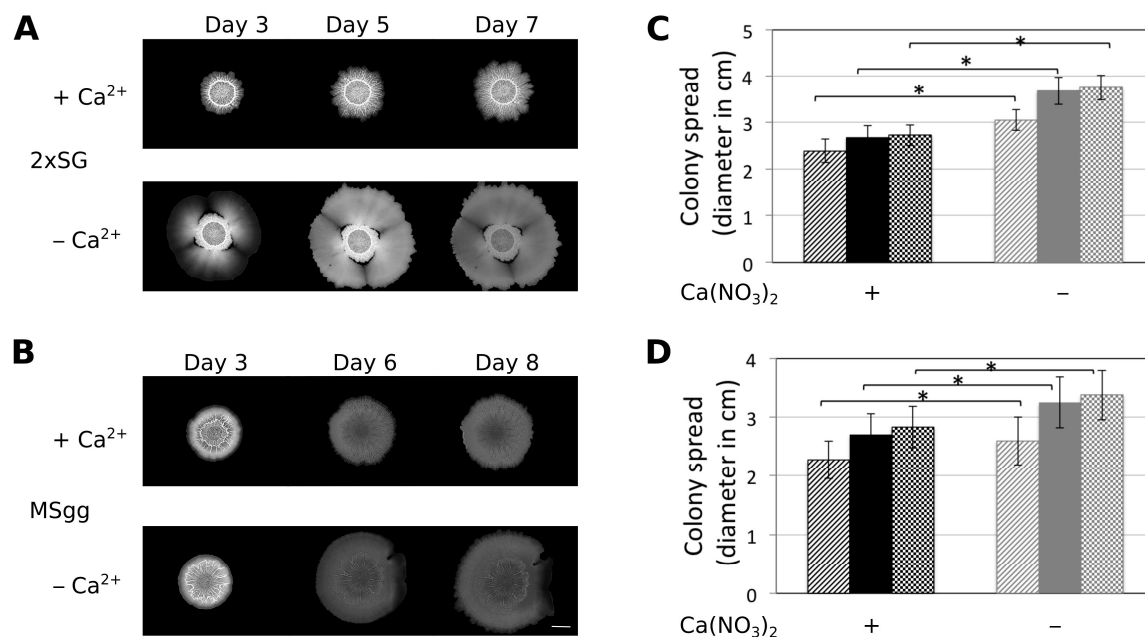 A
Day 3 Day 5 Day 7
+ Ca²⁺
2xSG
– Ca²⁺
B
Day 3 Day 6 Day 8
+ Ca²⁺
MSgg
– Ca²⁺
C
Colony spread
(diameter in cm)
5
4
3
2
1
0
*
*
*
Ca(NO₃)₂ + –
D
Colony spread
(diameter in cm)
4
3
2
1
0
*
*
*
Ca(NO₃)₂ + –